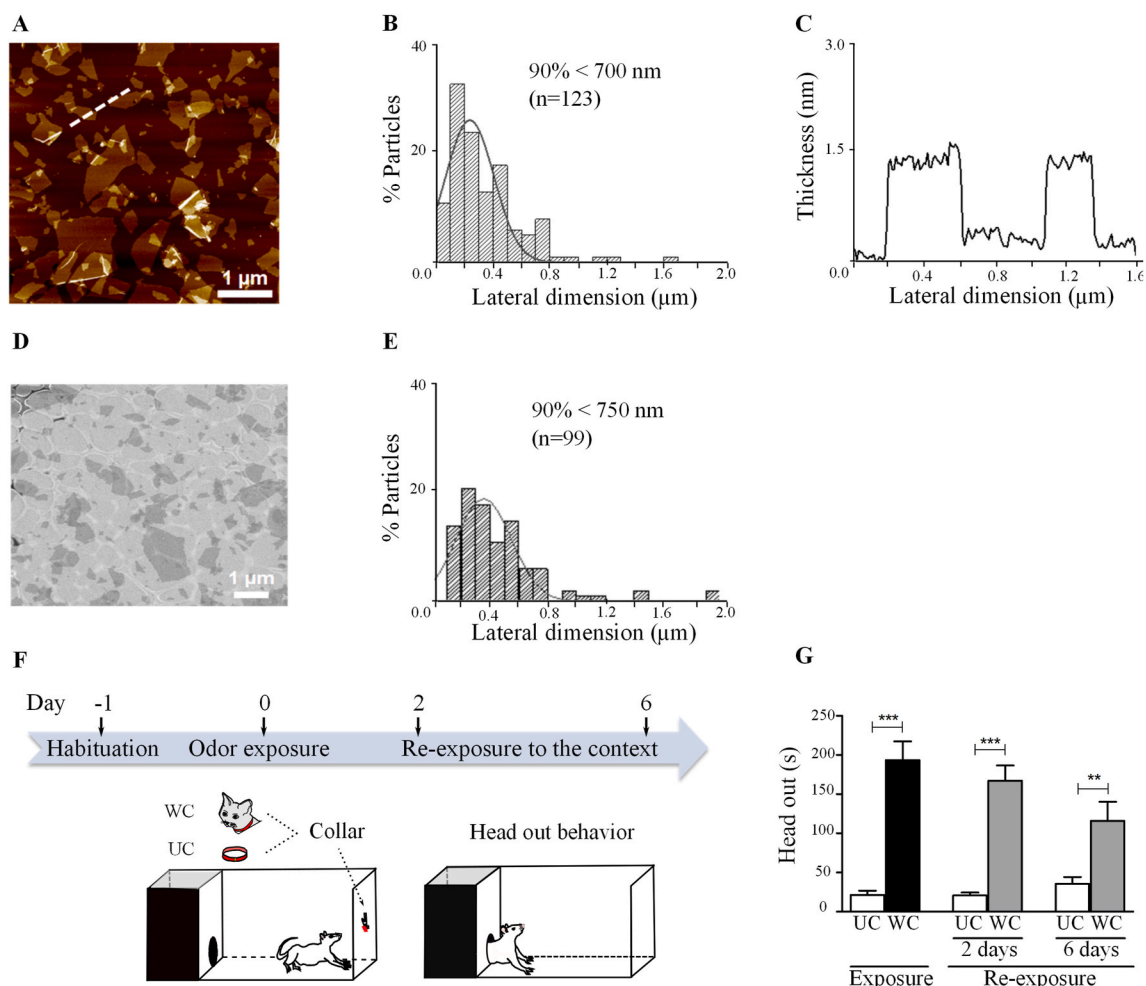 A
1 µm
B
40
20
% Particles
90% < 700 nm
(n=123)
0.0 0.4 0.8 1.2 1.6 2.0
Lateral dimension (µm)
C
3.0
1.5
Thickness (nm)
0.0 0.4 0.8 1.2 1.6
Lateral dimension (µm)
D
1 µm
E
40
20
% Particles
90% < 750 nm
(n=99)
0.0 0.4 0.8 1.2 1.6 2.0
Lateral dimension (µm)
F
Day -1 0 2 6
Habituation Odor exposure Re-exposure to the context
WC
UC
Collar
Head out behavior
G
250
200
150
100
50
0
Head out (s)
***
***
**
UC WC UC WC UC WC
2 days 6 days
Exposure Re-exposure